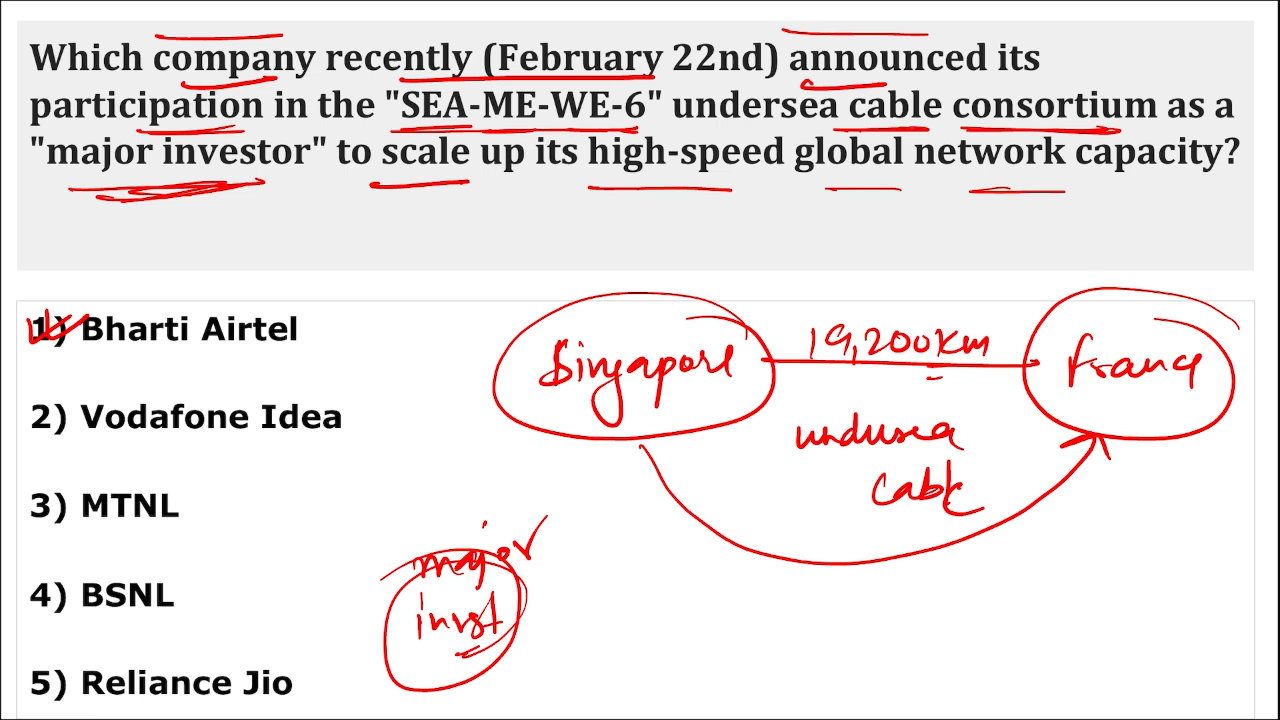 Which company recently (February 22nd) announced its
participation in the "SEA-ME-WE-6" undersea cable consortium as a
"major investor" to scale up its high-speed global network capacity?
1) Bharti Airtel
Singapore
19,200km
France
2) Vodafone Idea
undersea
cable
3) MTNL
major
4) BSNL
invst
5) Reliance Jio